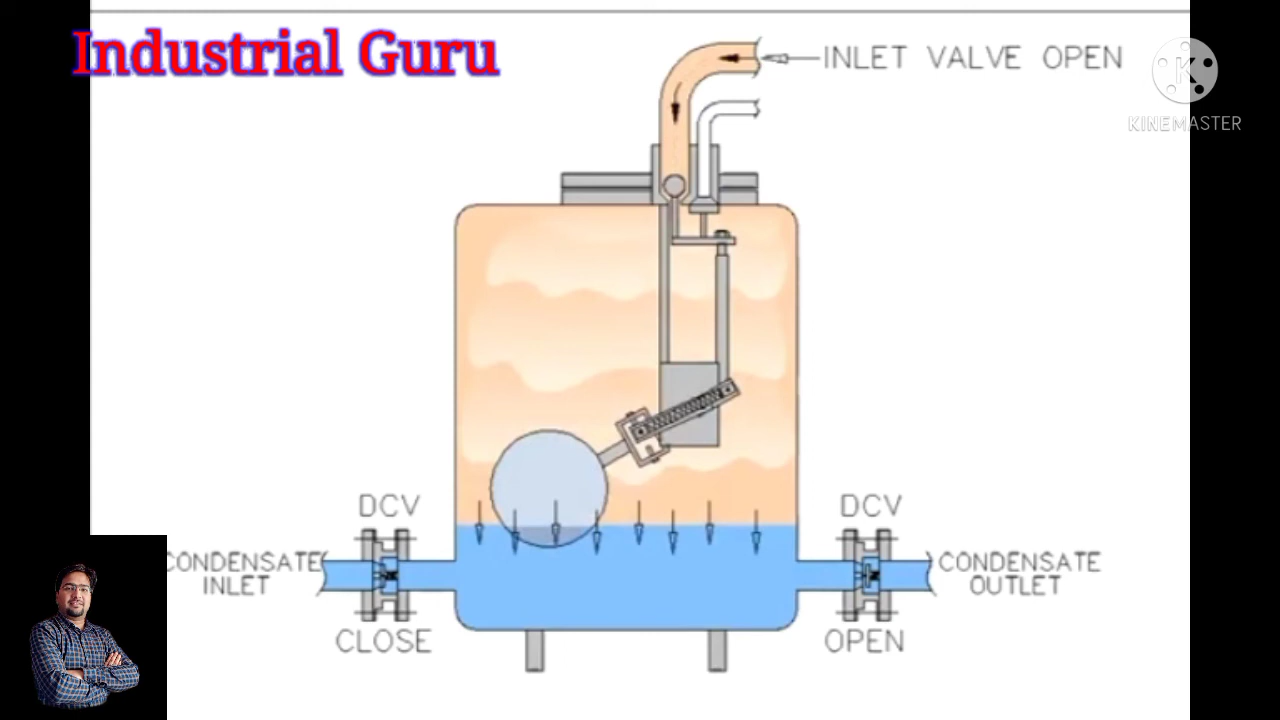 Industrial Guru
INLET VALVE OPEN
K
KINEMASTER
DCV
DCV
CONDENSATE
INLET
CONDENSATE
OUTLET
CLOSE
OPEN